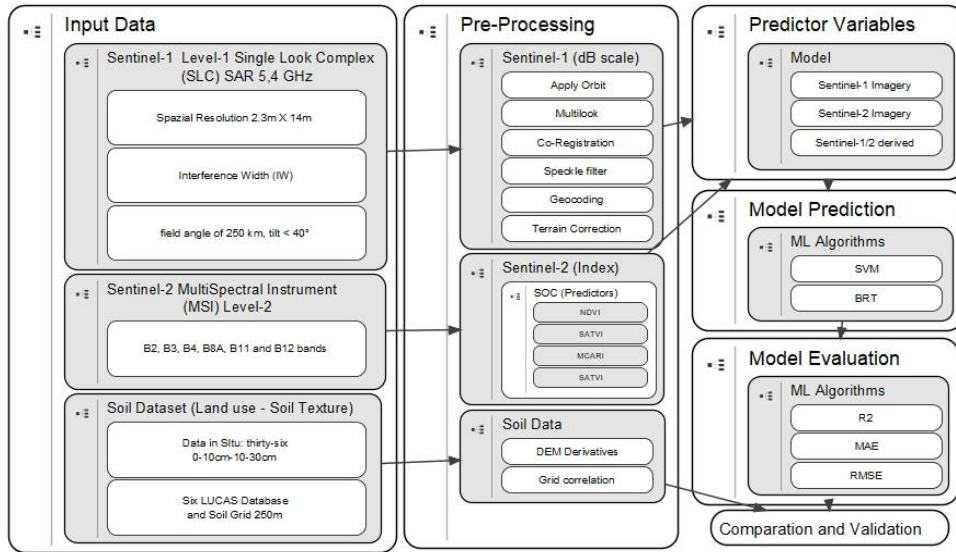 Input Data
Sentinel-1 Level-1 Single Look Complex
(SLC) SAR 5,4 GHz
Spazial Resolution 2.3m X 14m
Interference Width (IW)
field angle of 250 km, tilt < 40°
Sentinel-2 MultiSpectral Instrument
(MSI) Level-2
B2, B3, B4, B8A, B11 and B12 bands
Soil Dataset (Land use - Soil Texture)
Data in SItu: thirty-six
0-10cm-10-30cm
Six LUCAS Database
and Soil Grid 250m
Pre-Processing
Sentinel-1 (dB scale)
Apply Orbit
Multilook
Co-Registration
Speckle filter
Geocoding
Terrain Correction
Sentinel-2 (Index)
SOC (Predictors)
NDVI
SATVI
MCARI
SATVI
Soil Data
DEM Derivatives
Grid correlation
Predictor Variables
Model
Sentinel-1 Imagery
Sentinel-2 Imagery
Sentinel-1/2 derived
Model Prediction
ML Algorithms
SVM
BRT
Model Evaluation
ML Algorithms
R2
MAE
RMSE
Comparation and Validation